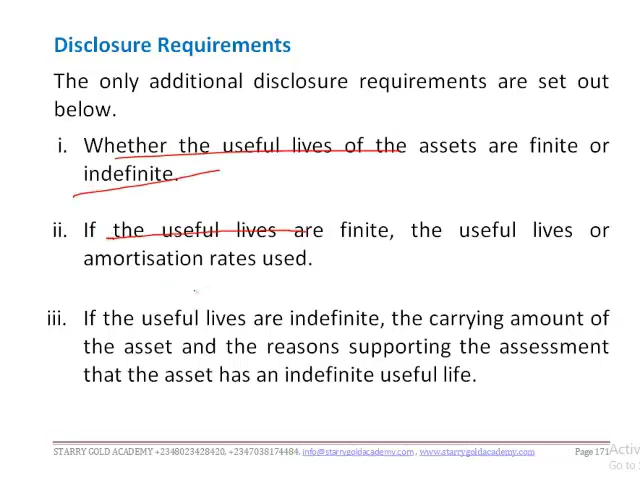 Disclosure Requirements
The only additional disclosure requirements are set out
below.
i. Whether the useful lives of the assets are finite or
indefinite.
ii. If the useful lives are finite, the useful lives or
amortisation rates used.
iii. If the useful lives are indefinite, the carrying amount of
the asset and the reasons supporting the assessment
that the asset has an indefinite useful life.
STARRY GOLD ACADEMY +2348023428420, +2347038174484, info@starrygoldacademy.com , www.starrygoldacademy.com Page 171
Activ
Go to S